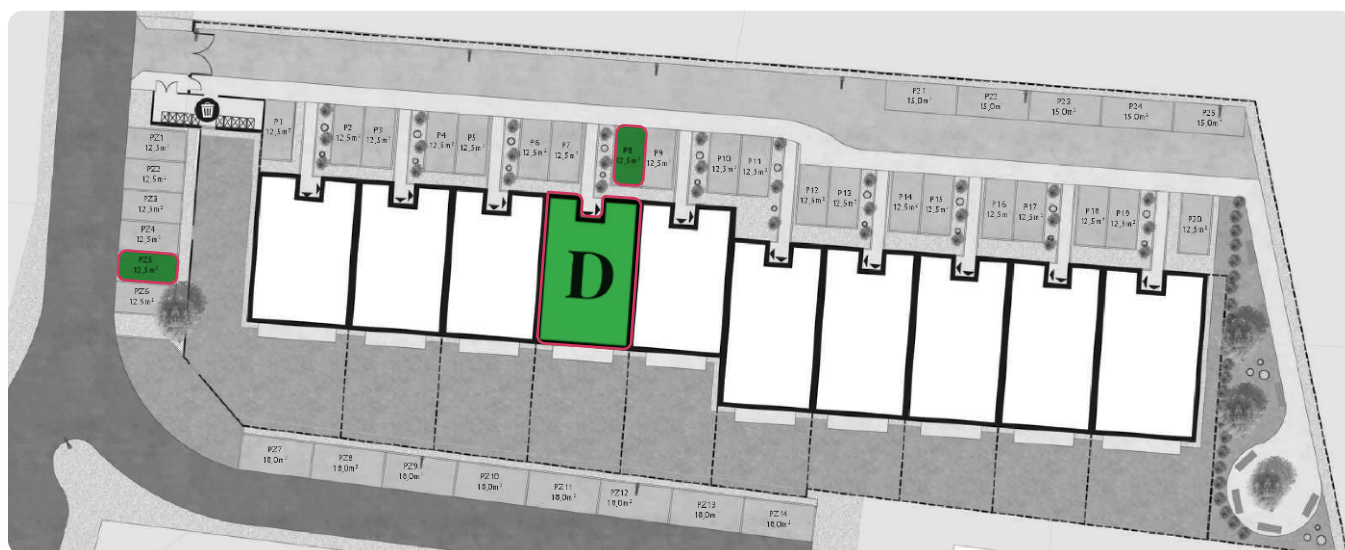 P21
15,0m²
P22
15,0m
P23
15,0m²
P24
15,0m²
P25
15,0m²
P1
12,5m²
P2
12,5m²
P3
12,5m²
P4
12,5m²
P5
12,5m²
P6
12,5m²
P7
12,5m²
P8
12,5m²
P9
12,5m²
P10
12,5m²
P11
12,5m²
P12
12,5m²
P13
12,5m²
P14
12,5m²
P15
12,5m²
P16
12,5m²
P17
12,5m²
P18
12,5m²
P19
12,5m²
P20
12,5m²
PZ1
12,5m²
PZ2
12,5m²
PZ3
12,5m²
PZ4
12,5m²
PZ5
12,5m²
PZ6
12,5m²
D
PZ7
18,0m²
PZ8
18,0m²
PZ9
18,0m²
PZ10
18,0m²
PZ11
18,0m²
PZ12
18,0m²
PZ13
18,0m
PZ14
18,0m²